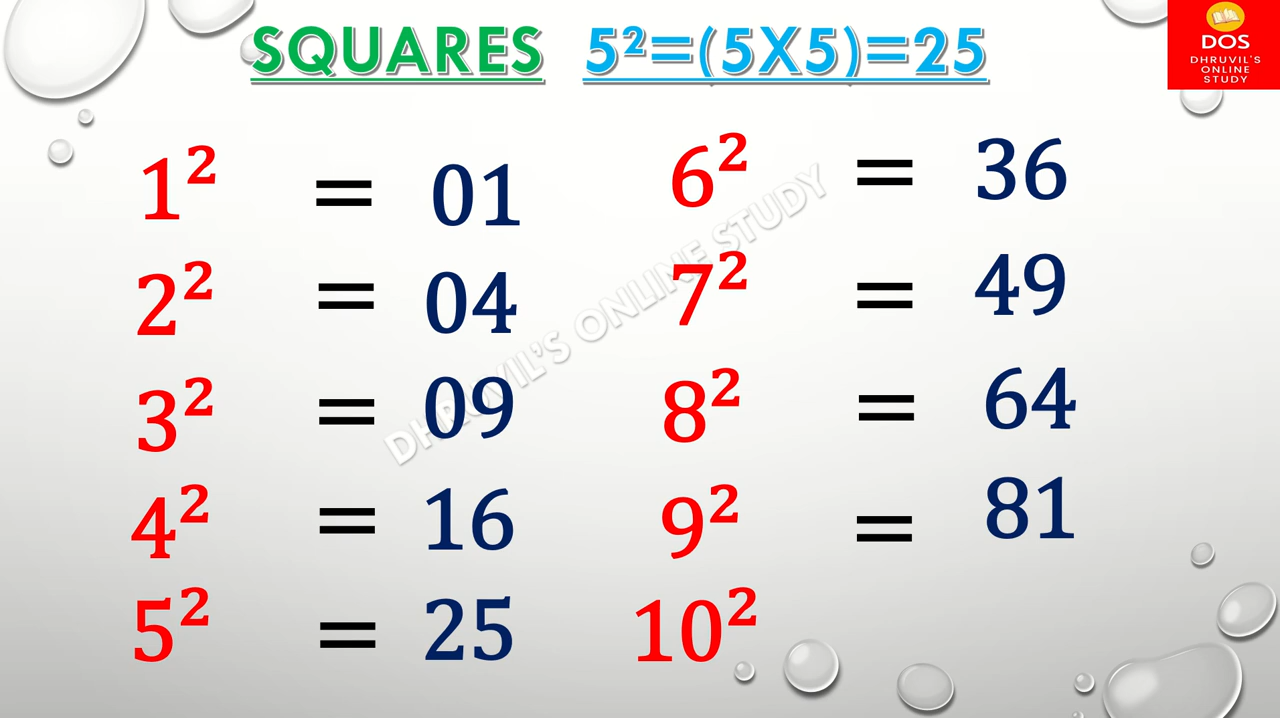 SQUARES 5²=(5X5)=25
DOS
DHRUVIL'S
ONLINE
STUDY
1² = 01
2² = 04
3² = 09
4² = 16
5² = 25
6² = 36
7² = 49
8² = 64
9² = 81
10²
DHRUVIL'S ONLINE STUDY